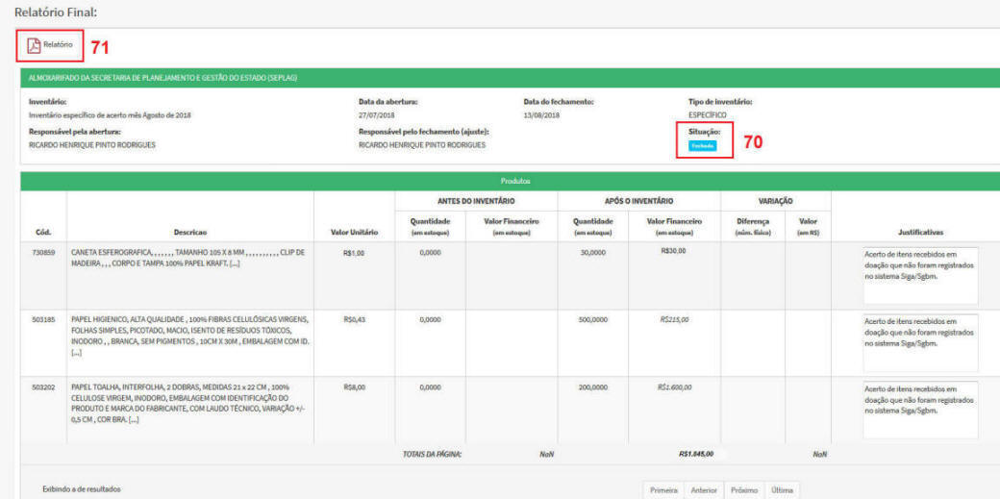 Relatório Final:
Relatório 71
ALMOXARIFADO DA SECRETARIA DE PLANEJAMENTO E GESTÃO DO ESTADO (SEPLAG)
Inventário: Data da abertura: Data do fechamento: Tipo de inventário:
Inventário específico de acerto mês Agosto de 2018 27/07/2018 13/08/2018 ESPECÍFICO
Responsável pela abertura: Responsável pelo fechamento (ajuste): Situação:
RICARDO HENRIQUE PINTO RODRIGUES RICARDO HENRIQUE PINTO RODRIGUES Fechado 70
Produtos
ANTES DO INVENTÁRIO APÓS O INVENTÁRIO VARIAÇÃO
Cód. Descricao Valor Unitário Quantidade (em estoque) Valor Financeiro (em estoque) Quantidade (em estoque) Valor Financeiro (em estoque) Diferença (núm. físico) Valor (em R$) Justificativas
730859 CANETA ESFEROGRAFICA, , , , , , , TAMANHO 105 X 8 MM , , , , , , , , , , CLIP DE R$1,00 0,0000 30,0000 R$30,00 Acerto de itens recebidos em
MADEIRA , , , CORPO E TAMPA 100% PAPEL KRAFT. [...] doação que não foram registrados
no sistema Siga/Sgbm.
503185 PAPEL HIGIENICO, ALTA QUALIDADE , 100% FIBRAS CELULÓSICAS VIRGENS, R$0,43 0,0000 500,0000 R$215,00 Acerto de itens recebidos em
FOLHAS SIMPLES, PICOTADO, MACIO, ISENTO DE RESÍDUOS TÓXICOS, doação que não foram registrados
INODORO , , BRANCA, SEM PIGMENTOS , 10CM X 30M , EMBALAGEM COM ID. no sistema Siga/Sgbm.
[...]
503202 PAPEL TOALHA, INTERFOLHA, 2 DOBRAS, MEDIDAS 21 x 22 CM , 100% R$8,00 0,0000 200,0000 R$1.600,00 Acerto de itens recebidos em
CELULOSE VIRGEM, INODORO, EMBALAGEM COM IDENTIFICAÇÃO DO doação que não foram registrados
PRODUTO E MARCA DO FABRICANTE, COM LAUDO TÉCNICO, VARIAÇÃO +/- no sistema Siga/Sgbm.
0,5 CM , COR BRA. [...]
TOTAIS DA PÁGINA: NaN R$1.845,00 NaN
Exibindo a de resultados Primeira Anterior Próximo Última